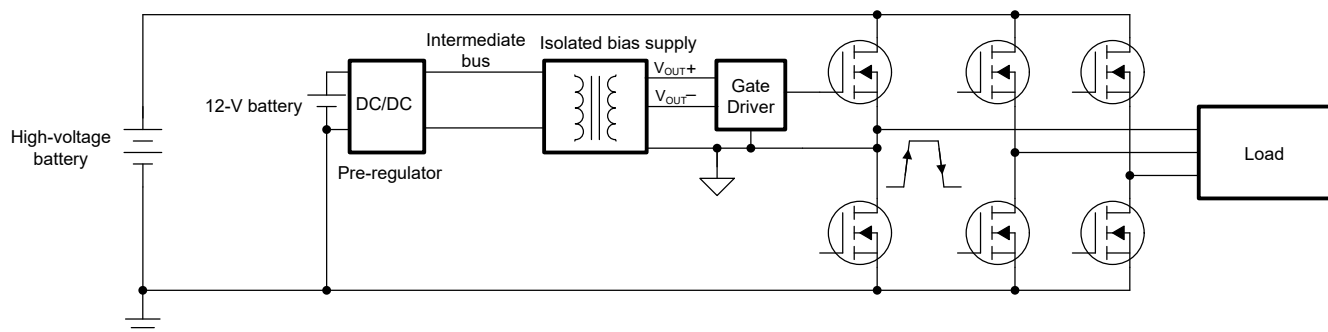 Intermediate
bus
Isolated bias supply
VOUT+
VOUT−
Gate
Driver
12-V battery
DC/DC
Pre-regulator
High-voltage
battery
Load